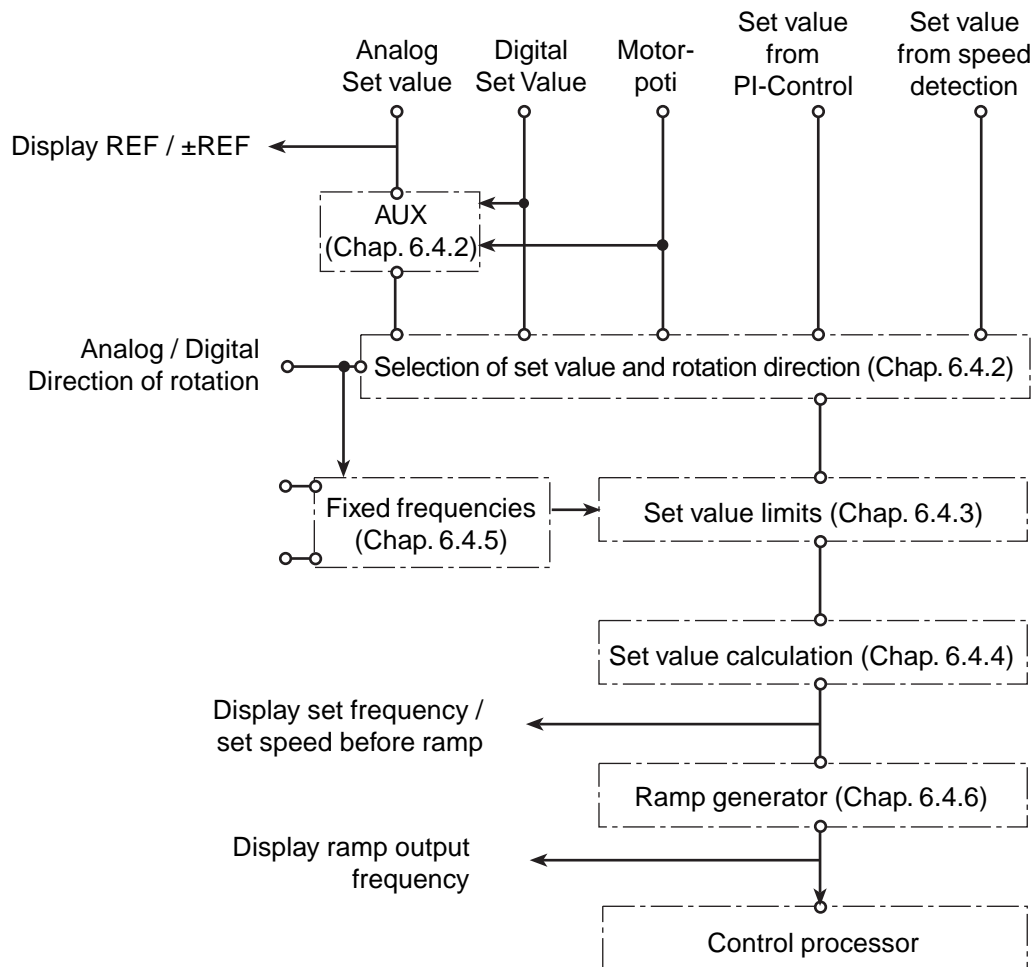 Analog
Set value
Digital
Set Value
Motor-
poti
Set value
from
PI-Control
Set value
from speed
detection
Display REF / ±REF
AUX
(Chap. 6.4.2)
Analog / Digital
Direction of rotation
Selection of set value and rotation direction (Chap. 6.4.2)
Fixed frequencies
(Chap. 6.4.5)
Set value limits (Chap. 6.4.3)
Set value calculation (Chap. 6.4.4)
Display set frequency /
set speed before ramp
Ramp generator (Chap. 6.4.6)
Display ramp output
frequency
Control processor